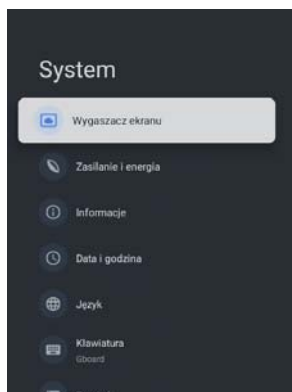 System
Wygaszacz ekranu
Zasilanie i energia
Informacje
Data i godzina
Język
Klawiatura
Gboard